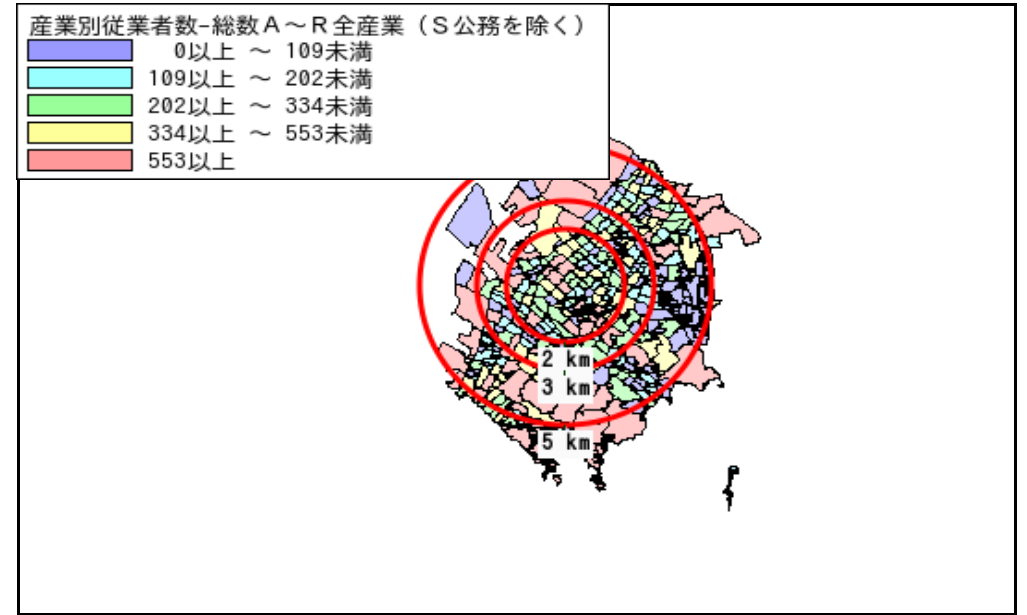 産業別従業者数−総数A〜R全産業（S公務を除く）
0以上 〜 109未満
109以上 〜 202未満
202以上 〜 334未満
334以上 〜 553未満
553以上
2 km
3 km
5 km